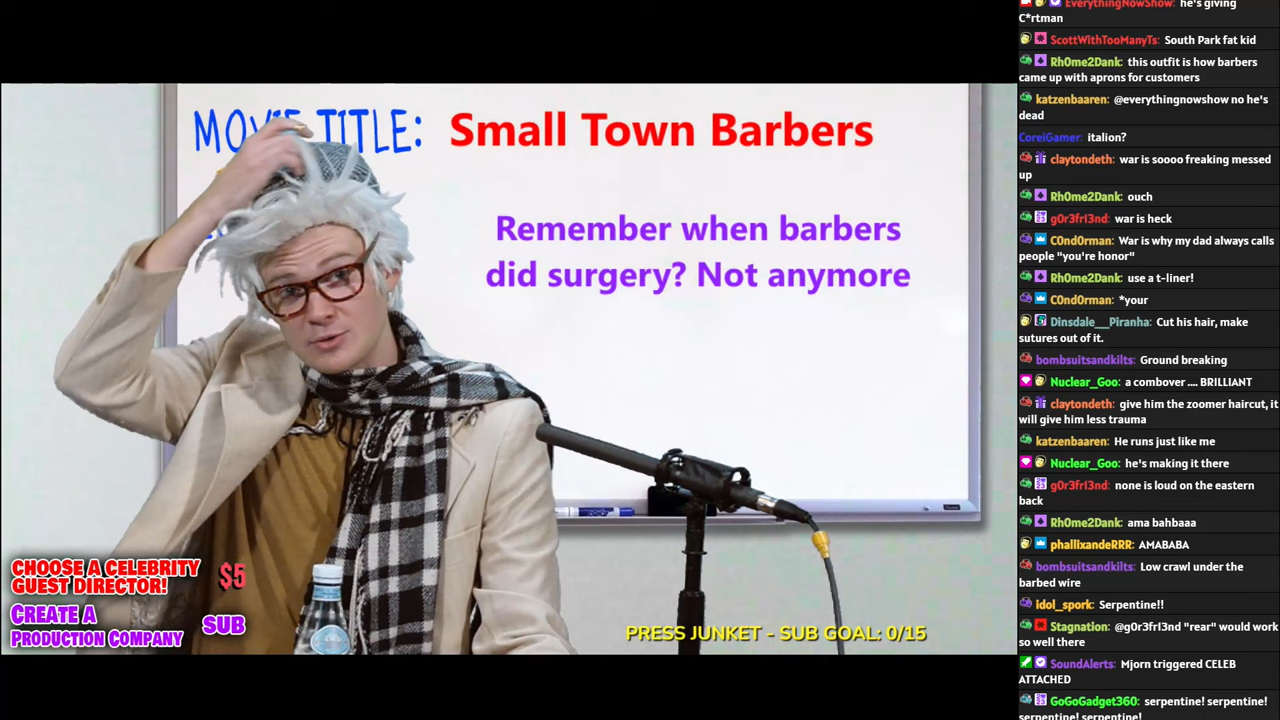 MOVIE TITLE: Small Town Barbers
Remember when barbers
did surgery? Not anymore
CHOOSE A CELEBRITY
GUEST DIRECTOR! $5
CREATE A
PRODUCTION COMPANY SUB
PRESS JUNKET - SUB GOAL: 0/15
EverythingNowShow: he's giving
C*rtman
ScottWithTooManyTs: South Park fat kid
Rh0me2Dank: this outfit is how barbers
came up with aprons for customers
katzenbaaren: @everythingnowshow no he's
dead
CoreiGamer: italion?
claytondeth: war is soooo freaking messed
up
Rh0me2Dank: ouch
g0r3frI3nd: war is heck
C0nd0rman: War is why my dad always calls
people "you're honor"
Rh0me2Dank: use a t-liner!
C0nd0rman: *your
Dinsdale__Piranha: Cut his hair, make
sutures out of it.
bombsuitsandkilts: Ground breaking
Nuclear_Goo: a combover .... BRILLIANT
claytondeth: give him the zoomer haircut, it
will give him less trauma
katzenbaaren: He runs just like me
Nuclear_Goo: he's making it there
g0r3frI3nd: none is loud on the eastern
back
Rh0me2Dank: ama bahbaaa
phallixandeRRR: AMABABA
bombsuitsandkilts: Low crawl under the
barbed wire
idol_spork: Serpentine!!
Stagnation: @g0r3frI3nd "rear" would work
so well there
SoundAlerts: Mjorn triggered CELEB
ATTACHED
GoGoGadget360: serpentine! serpentine!
serpentine! serpentine!